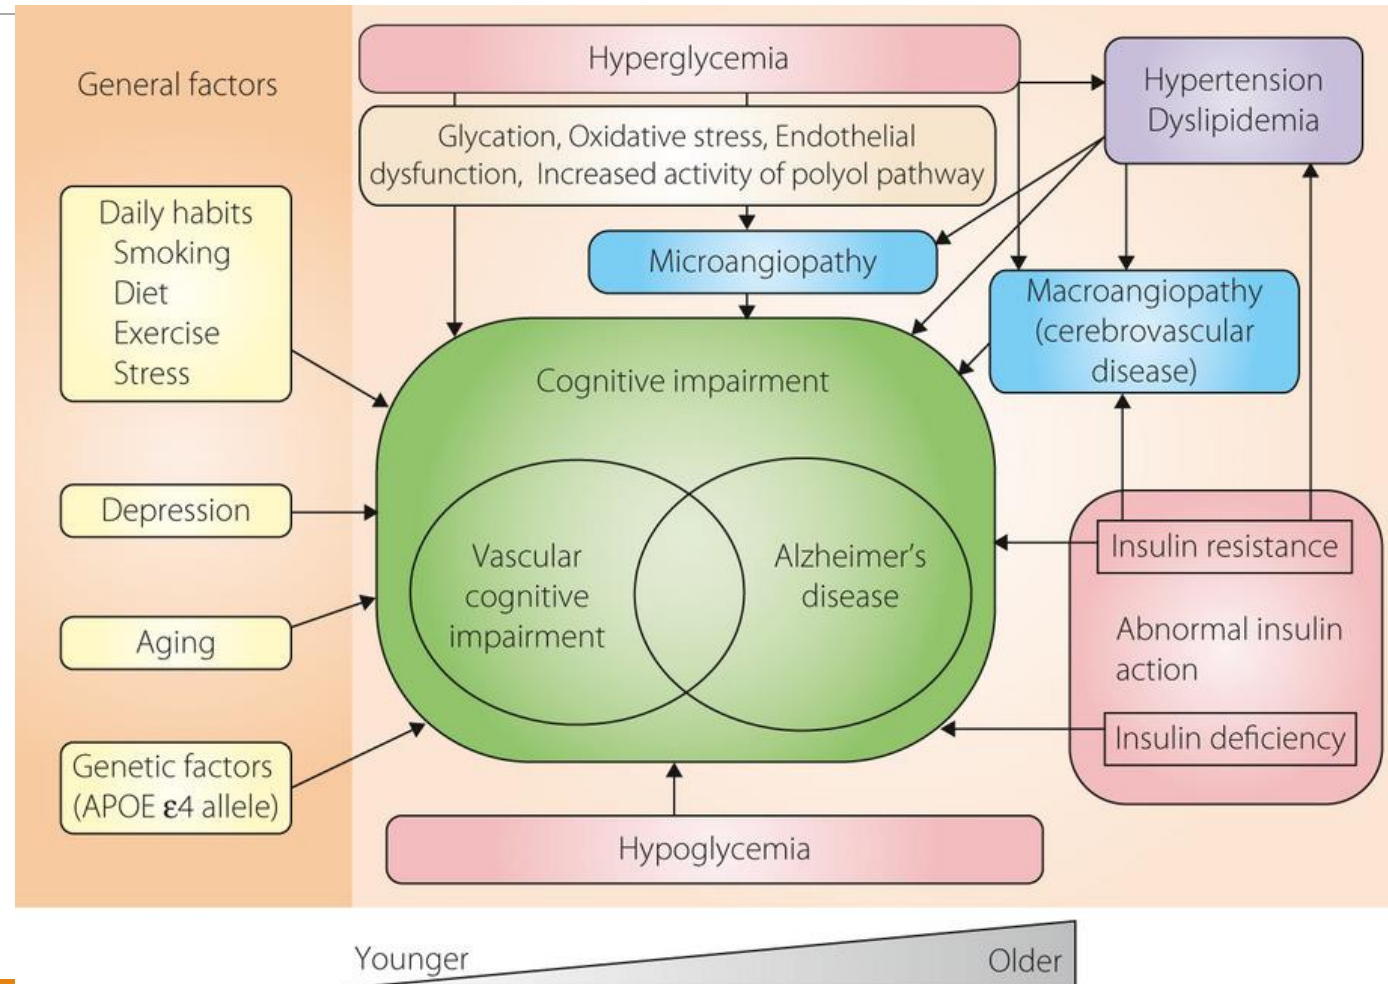 General factors
Daily habits
Smoking
Diet
Exercise
Stress
Depression
Aging
Genetic factors
(APOE ε4 allele)
Hyperglycemia
Glycation, Oxidative stress, Endothelial
dysfunction, Increased activity of polyol pathway
Microangiopathy
Hypertension
Dyslipidemia
Macroangiopathy
(cerebrovascular
disease)
Cognitive impairment
Vascular
cognitive
impairment
Alzheimer's
disease
Insulin resistance
Abnormal insulin
action
Insulin deficiency
Hypoglycemia
Younger
Older